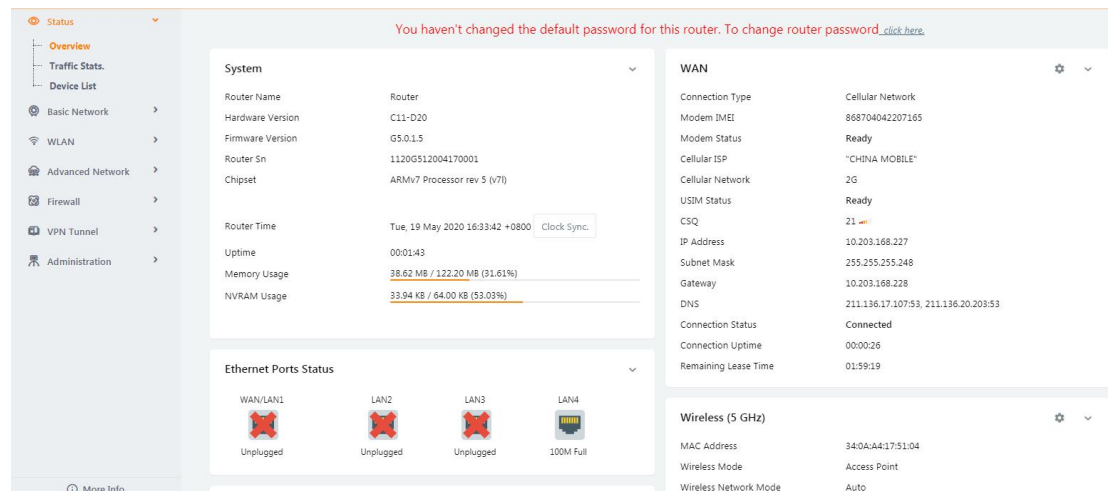 Status
Overview
Traffic Stats.
Device List
Basic Network
WLAN
Advanced Network
Firewall
VPN Tunnel
Administration
More Info
You haven't changed the default password for this router. To change router password click here.
System
Router Name Router
Hardware Version C11-D20
Firmware Version G5.0.1.5
Router Sn 1120G512004170001
Chipset ARMv7 Processor rev 5 (v7l)
Router Time Tue, 19 May 2020 16:33:42 +0800 Clock Sync.
Uptime 00:01:43
Memory Usage 38.62 MB / 122.20 MB (31.61%)
NVRAM Usage 33.94 KB / 64.00 KB (53.03%)
Ethernet Ports Status
WAN/LAN1 LAN2 LAN3 LAN4
Unplugged Unplugged Unplugged 100M Full
WAN
Connection Type Cellular Network
Modem IMEI 868704042207165
Modem Status Ready
Cellular ISP "CHINA MOBILE"
Cellular Network 2G
USIM Status Ready
CSQ 21
IP Address 10.203.168.227
Subnet Mask 255.255.255.248
Gateway 10.203.168.228
DNS 211.136.17.107:53, 211.136.20.203:53
Connection Status Connected
Connection Uptime 00:00:26
Remaining Lease Time 01:59:19
Wireless (5 GHz)
MAC Address 34:0A:A4:17:51:04
Wireless Mode Access Point
Wireless Network Mode Auto